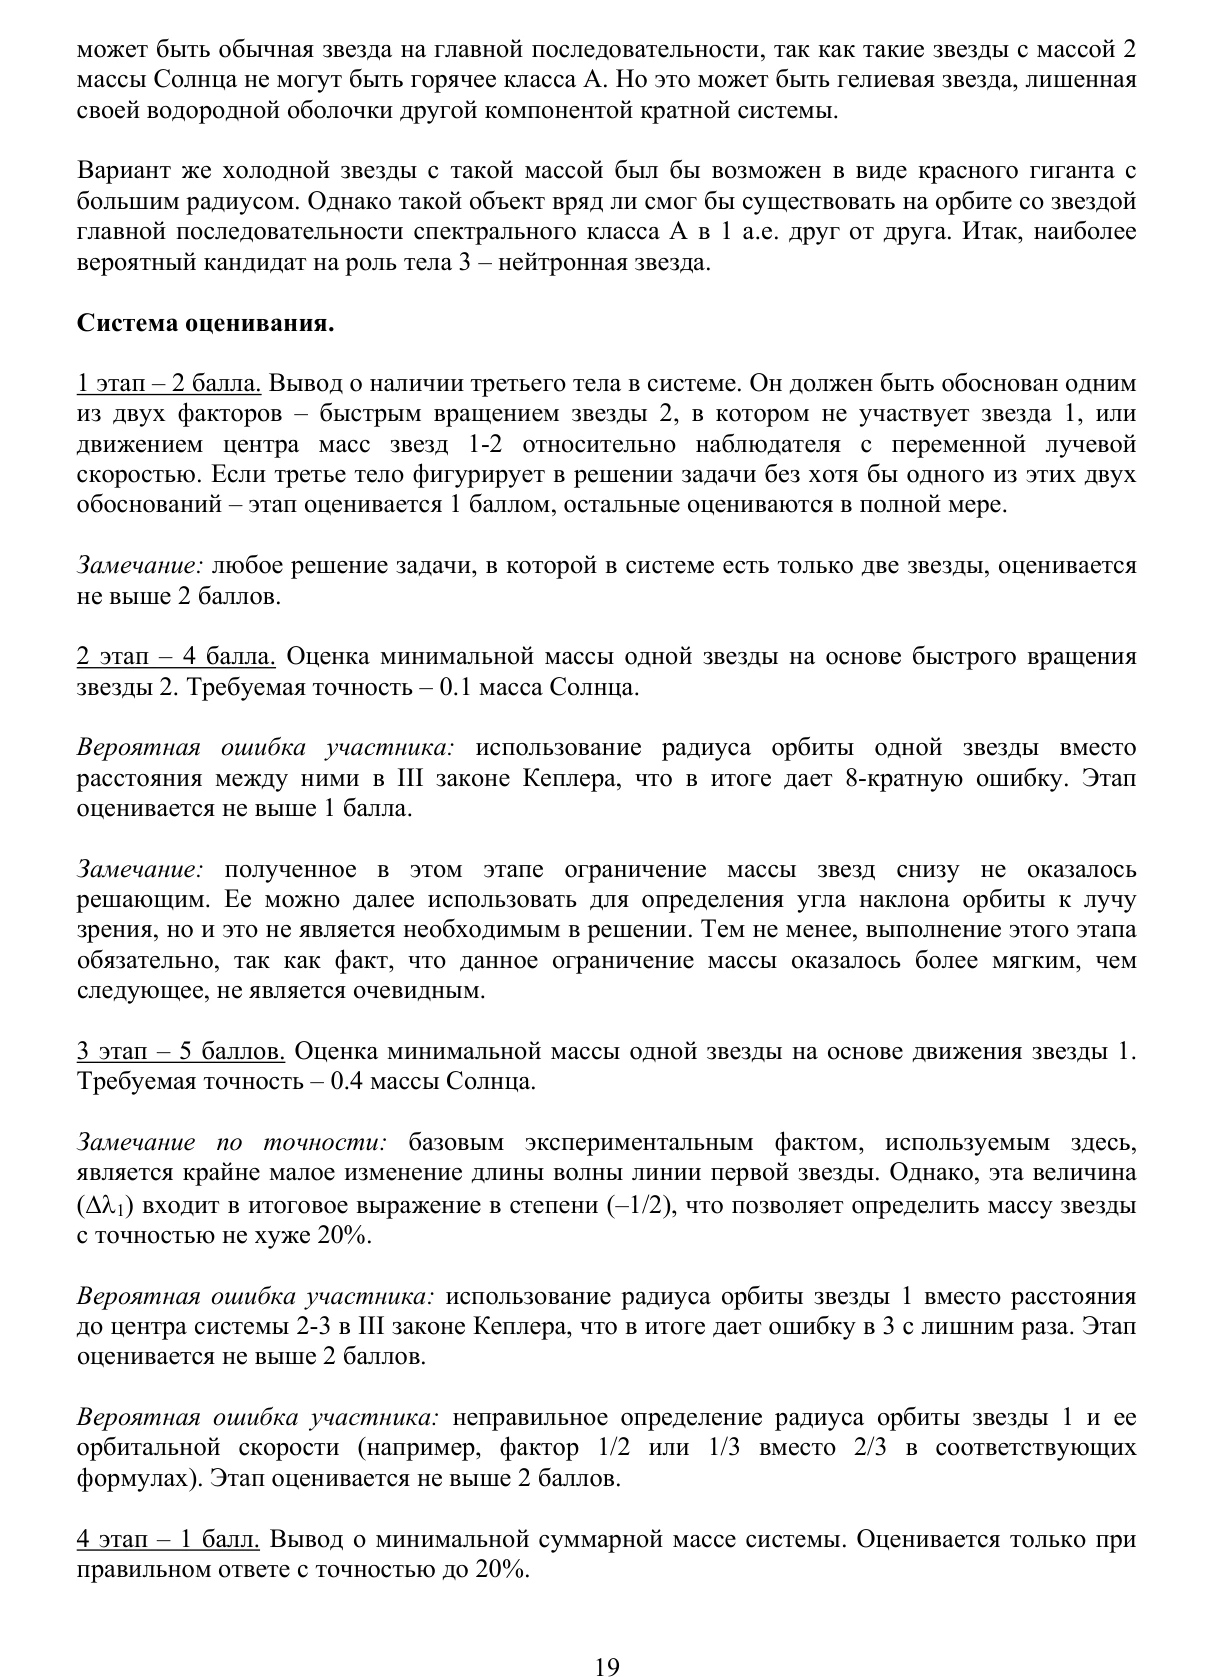 может быть обычная звезда на главной последовательности, так как такие звезды с массой 2
массы Солнца не могут быть горячее класса А. Но это может быть гелиевая звезда, лишенная
своей водородной оболочки другой компонентой кратной системы.
Вариант же холодной звезды с такой массой был бы возможен в виде красного гиганта с
большим радиусом. Однако такой объект вряд ли смог бы существовать на орбите со звездой
главной последовательности спектрального класса А в 1 а.е. друг от друга. Итак, наиболее
вероятный кандидат на роль тела 3 – нейтронная звезда.
Система оценивания.
1 этап – 2 балла. Вывод о наличии третьего тела в системе. Он должен быть обоснован одним
из двух факторов – быстрым вращением звезды 2, в котором не участвует звезда 1, или
движением центра масс звезд 1-2 относительно наблюдателя с переменной лучевой
скоростью. Если третье тело фигурирует в решении задачи без хотя бы одного из этих двух
обоснований – этап оценивается 1 баллом, остальные оцениваются в полной мере.
Замечание: любое решение задачи, в которой в системе есть только две звезды, оценивается
не выше 2 баллов.
2 этап – 4 балла. Оценка минимальной массы одной звезды на основе быстрого вращения
звезды 2. Требуемая точность – 0.1 масса Солнца.
Вероятная ошибка участника: использование радиуса орбиты одной звезды вместо
расстояния между ними в III законе Кеплера, что в итоге дает 8-кратную ошибку. Этап
оценивается не выше 1 балла.
Замечание: полученное в этом этапе ограничение массы звезд снизу не оказалось
решающим. Ее можно далее использовать для определения угла наклона орбиты к лучу
зрения, но и это не является необходимым в решении. Тем не менее, выполнение этого этапа
обязательно, так как факт, что данное ограничение массы оказалось более мягким, чем
следующее, не является очевидным.
3 этап – 5 баллов. Оценка минимальной массы одной звезды на основе движения звезды 1.
Требуемая точность – 0.4 массы Солнца.
Замечание по точности: базовым экспериментальным фактом, используемым здесь,
является крайне малое изменение длины волны линии первой звезды. Однако, эта величина
(Δλ₁) входит в итоговое выражение в степени (–1/2), что позволяет определить массу звезды
с точностью не хуже 20%.
Вероятная ошибка участника: использование радиуса орбиты звезды 1 вместо расстояния
до центра системы 2-3 в III законе Кеплера, что в итоге дает ошибку в 3 с лишним раза. Этап
оценивается не выше 2 баллов.
Вероятная ошибка участника: неправильное определение радиуса орбиты звезды 1 и ее
орбитальной скорости (например, фактор 1/2 или 1/3 вместо 2/3 в соответствующих
формулах). Этап оценивается не выше 2 баллов.
4 этап – 1 балл. Вывод о минимальной суммарной массе системы. Оценивается только при
правильном ответе с точностью до 20%.
19